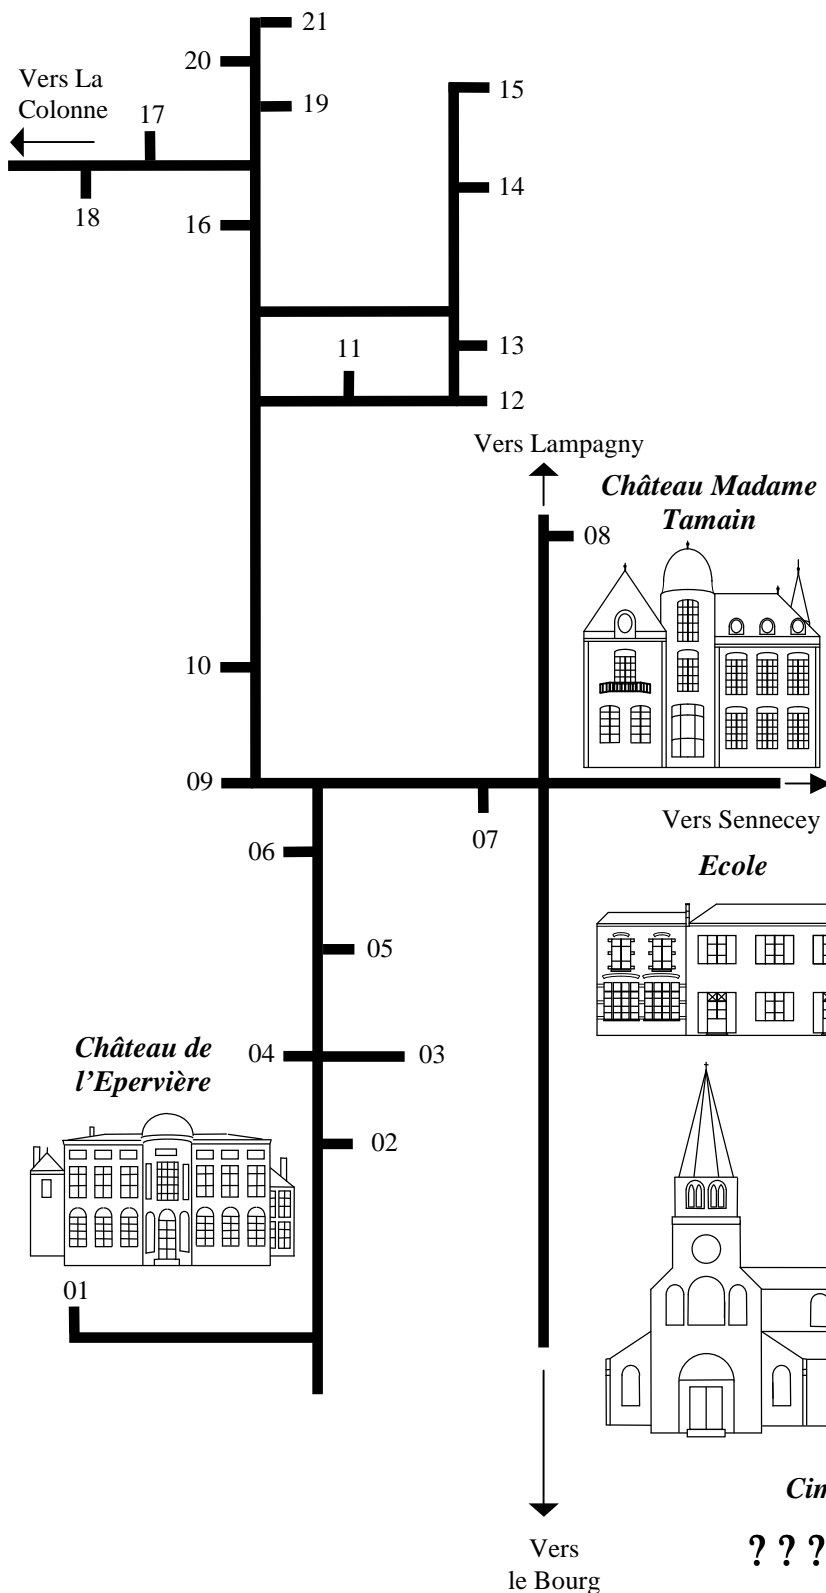 21
20
Vers La
Colonne
15
19
17
14
18
16
13
11
12
Vers Lampagny
Château Madame
Tamain
08
10
09
Vers Sennecey
07
06
Ecole
05
Château de
l’Epervière
04
03
02
01
Cim
Vers
le Bourg
? ? ?